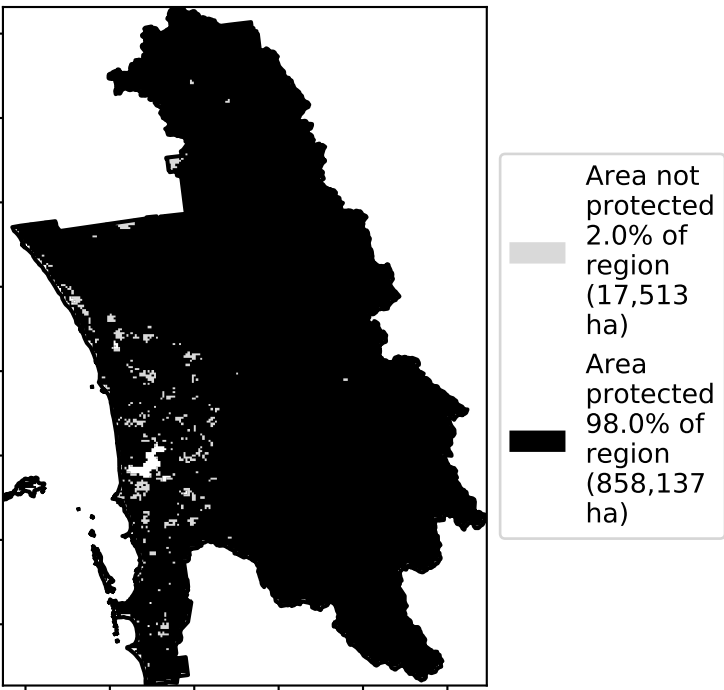 Area not
protected
2.0% of
region
(17,513
ha)
Area
protected
98.0% of
region
(858,137
ha)